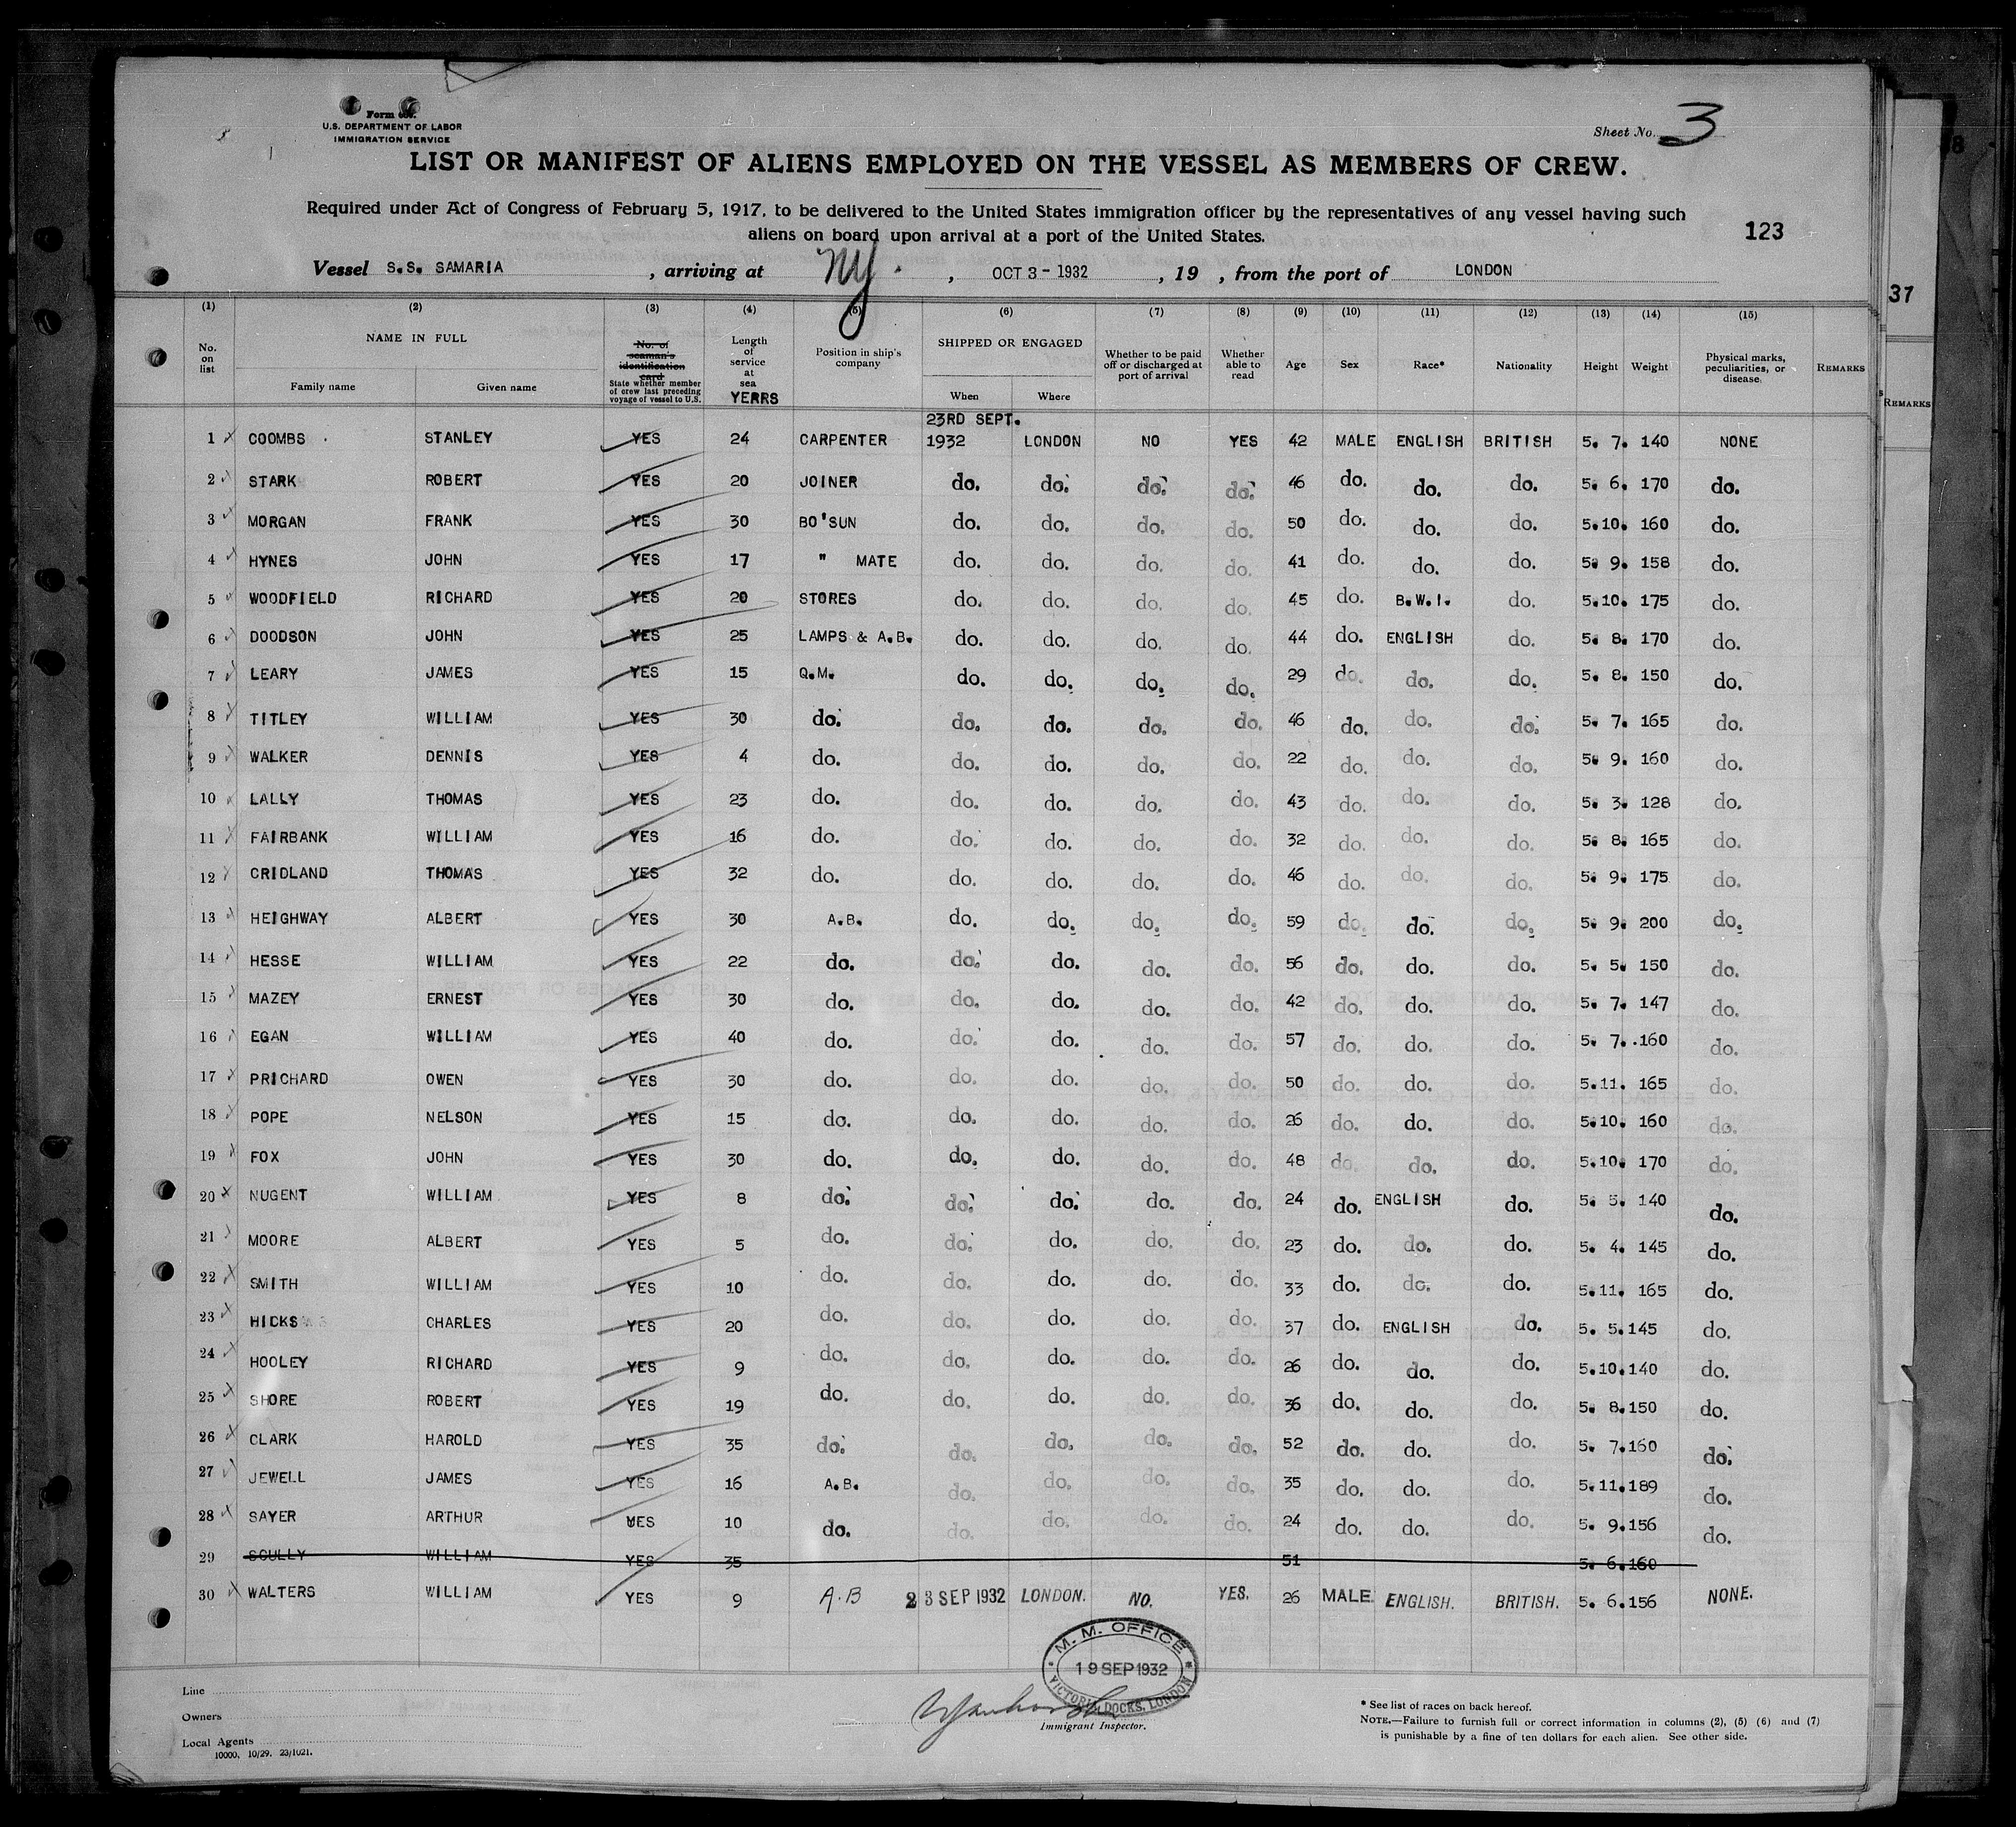 Form 689.
U.S. DEPARTMENT OF LABOR
IMMIGRATION SERVICE
Sheet No. 3
LIST OR MANIFEST OF ALIENS EMPLOYED ON THE VESSEL AS MEMBERS OF CREW.
Required under Act of Congress of February 5, 1917, to be delivered to the United States immigration officer by the representatives of any vessel having such
aliens on board upon arrival at a port of the United States.
123
Vessel S.S. SAMARIA , arriving at NY. , OCT 3 - 1932 , 19 , from the port of LONDON
(1) (2) (3) (4) (5) (6) (7) (8) (9) (10) (11) (12) (13) (14) (15)
No. on list
NAME IN FULL
Family name Given name
No. of seaman's identification card
State whether member of crew last preceding voyage of vessel to U.S.
Length of service at sea YERRS
Position in ship's company
SHIPPED OR ENGAGED
When Where
Whether to be paid off or discharged at port of arrival
Whether able to read
Age Sex Race* Nationality Height Weight
Physical marks, peculiarities, or disease.
REMARKS
37
REMARKS
23RD SEPT.
1 COOMBS STANLEY YES 24 CARPENTER 1932 LONDON NO YES 42 MALE ENGLISH BRITISH 5. 7. 140 NONE
2 STARK ROBERT YES 20 JOINER do. do. do. do. 46 do. do. do. 5. 6. 170 do.
3 MORGAN FRANK YES 30 BO'SUN do. do. do. do. 50 do. do. do. 5.10. 160 do.
4 HYNES JOHN YES 17 " MATE do. do. do. do. 41 do. do. do. 5. 9. 158 do.
5 WOODFIELD RICHARD YES 20 STORES do. do. do. do. 45 do. B.W.I. do. 5.10. 175 do.
6 DOODSON JOHN YES 25 LAMPS & A.B. do. do. do. do. 44 do. ENGLISH do. 5. 8. 170 do.
7 LEARY JAMES YES 15 Q.M. do. do. do. do. 29 do. do. do. 5. 8. 150 do.
8 TITLEY WILLIAM YES 30 do. do. do. do. do. 46 do. do. do. 5. 7. 165 do.
9 WALKER DENNIS YES 4 do. do. do. do. do. 22 do. do. do. 5. 9. 160 do.
10 LALLY THOMAS YES 23 do. do. do. do. do. 43 do. do. do. 5. 3. 128 do.
11 FAIRBANK WILLIAM YES 16 do. do. do. do. do. 32 do. do. do. 5. 8. 165 do.
12 CRIDLAND THOMAS YES 32 do. do. do. do. do. 46 do. do. do. 5. 9. 175 do.
13 HEIGHWAY ALBERT YES 30 A.B. do. do. do. do. 59 do. do. do. 5. 9. 200 do.
14 HESSE WILLIAM YES 22 do. do. do. do. do. 56 do. do. do. 5. 5. 150 do.
15 MAZEY ERNEST YES 30 do. do. do. do. do. 42 do. do. do. 5. 7. 147 do.
16 EGAN WILLIAM YES 40 do. do. do. do. do. 57 do. do. do. 5. 7. .160 do.
17 PRICHARD OWEN YES 30 do. do. do. do. do. 50 do. do. do. 5.11. 165 do.
18 POPE NELSON YES 15 do. do. do. do. do. 26 do. do. do. 5.10. 160 do.
19 FOX JOHN YES 30 do. do. do. do. do. 48 do. do. do. 5.10. 170 do.
20 NUGENT WILLIAM YES 8 do. do. do. do. do. 24 do. ENGLISH do. 5. 5. 140 do.
21 MOORE ALBERT YES 5 do. do. do. do. do. 23 do. do. do. 5. 4. 145 do.
22 SMITH WILLIAM YES 10 do. do. do. do. do. 33 do. do. do. 5.11. 165 do.
23 HICKS CHARLES YES 20 do. do. do. do. do. 37 do. ENGLISH do. 5. 5.145 do.
24 HOOLEY RICHARD YES 9 do. do. do. do. do. 26 do. do. do. 5.10.140 do.
25 SHORE ROBERT YES 19 do. do. do. do. do. 36 do. do. do. 5. 8.150 do.
26 CLARK HAROLD YES 35 do. do. do. do. do. 52 do. do. do. 5. 7.160 do.
27 JEWELL JAMES YES 16 A.B. do. do. do. do. 35 do. do. do. 5.11.189 do.
28 SAYER ARTHUR YES 10 do. do. do. do. do. 24 do. do. do. 5. 9.156 do.
29 SCULLY WILLIAM YES 35 51 5. 6.160
30 WALTERS WILLIAM YES 9 A.B 23 SEP 1932 LONDON. NO. YES. 26 MALE. ENGLISH. BRITISH. 5. 6.156 NONE.
M. M. OFFICE
19 SEP 1932
VICTORIA DOCKS, LONDON
Line
Owners
Local Agents
10000, 10/29. 23/1021.
Immigrant Inspector.
* See list of races on back hereof.
NOTE.—Failure to furnish full or correct information in columns (2), (5) (6) and (7)
is punishable by a fine of ten dollars for each alien. See other side.